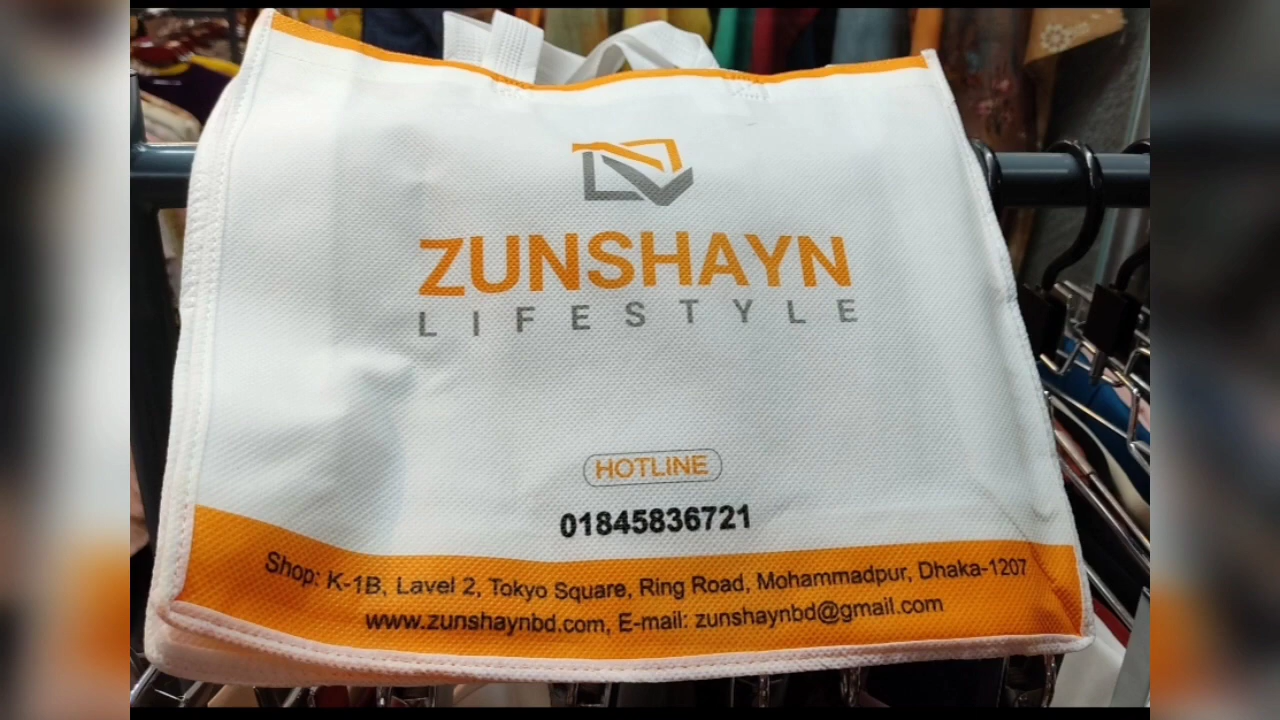 ZUNSHAYN
LIFESTYLE
HOTLINE
01845836721
Shop: K-1B, Lavel 2, Tokyo Square, Ring Road, Mohammadpur, Dhaka-1207
www.zunshaynbd.com, E-mail: zunshaynbd@gmail.com